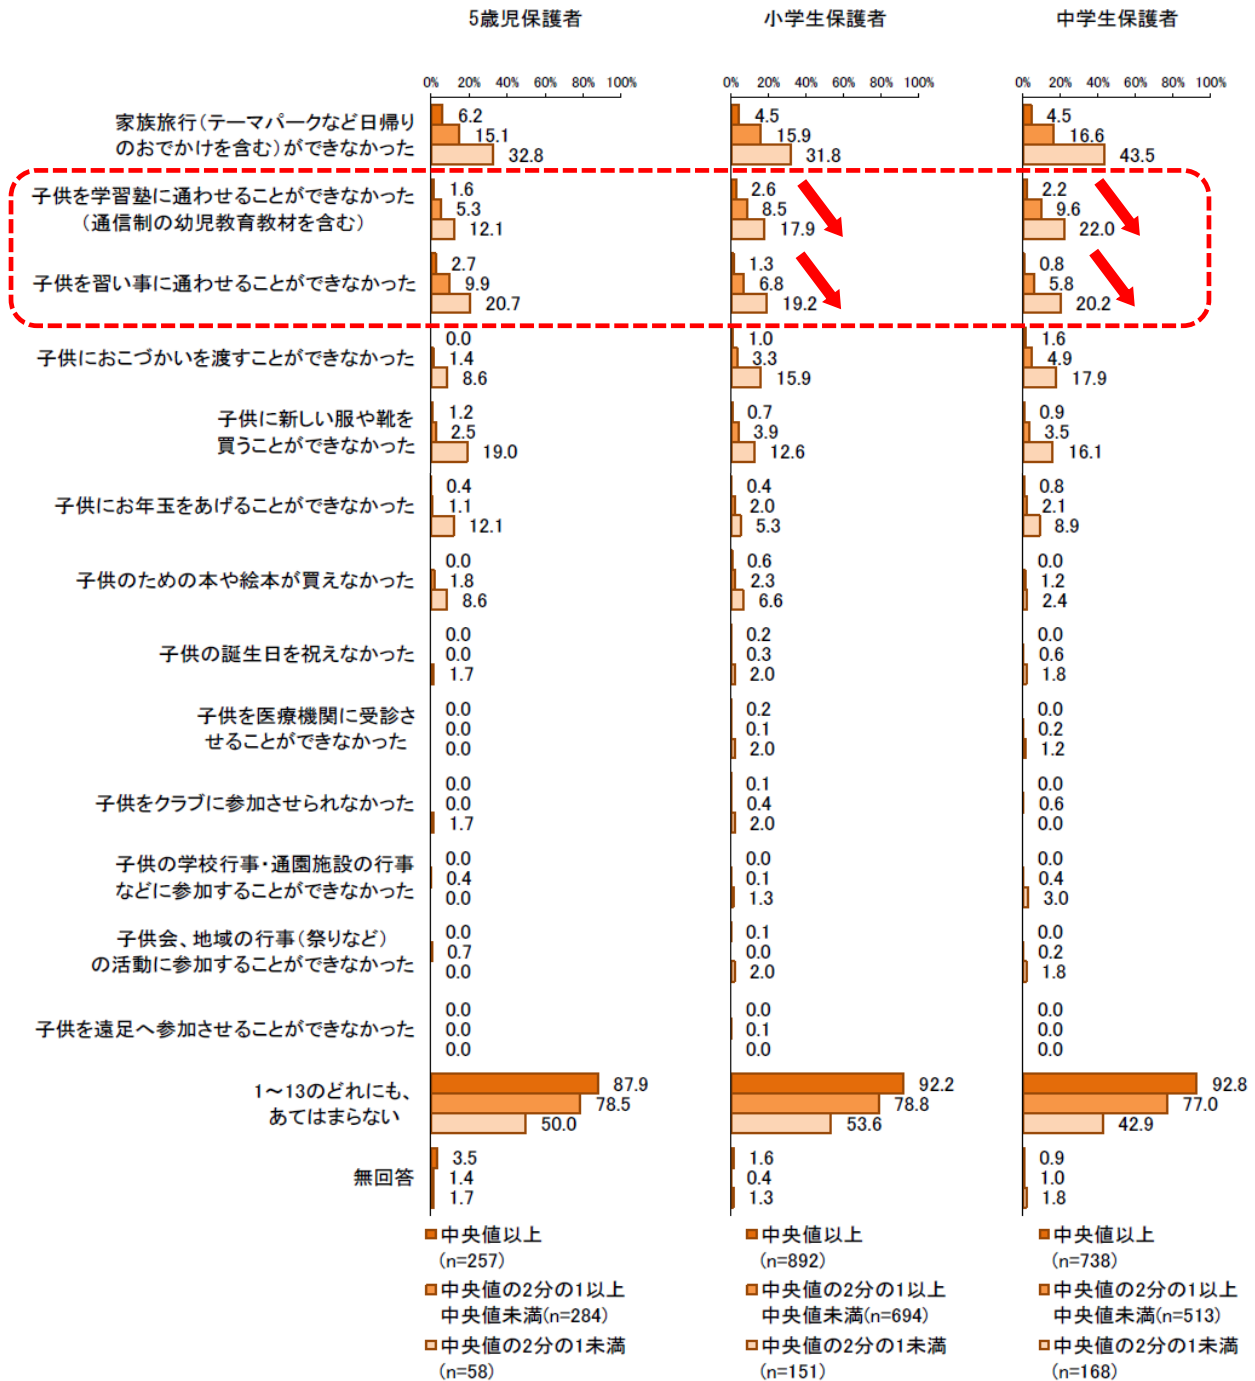 5歳児保護者 小学生保護者 中学生保護者
0% 20% 40% 60% 80% 100% 0% 20% 40% 60% 80% 100% 0% 20% 40% 60% 80% 100%
家族旅行(テーマパークなど日帰り
のおでかけを含む)ができなかった
6.2 4.5 4.5
15.1 15.9 16.6
32.8 31.8 43.5
子供を学習塾に通わせることができなかった
(通信制の幼児教育教材を含む)
1.6 2.6 2.2
5.3 8.5 9.6
12.1 17.9 22.0
子供を習い事に通わせることができなかった
2.7 1.3 0.8
9.9 6.8 5.8
20.7 19.2 20.2
子供におこづかいを渡すことができなかった
0.0 1.0 1.6
1.4 3.3 4.9
8.6 15.9 17.9
子供に新しい服や靴を
買うことができなかった
1.2 0.7 0.9
2.5 3.9 3.5
19.0 12.6 16.1
子供にお年玉をあげることができなかった
0.4 0.4 0.8
1.1 2.0 2.1
12.1 5.3 8.9
子供のための本や絵本が買えなかった
0.0 0.6 0.0
1.8 2.3 1.2
8.6 6.6 2.4
子供の誕生日を祝えなかった
0.0 0.2 0.0
0.0 0.3 0.6
1.7 2.0 1.8
子供を医療機関に受診さ
せることができなかった
0.0 0.2 0.0
0.0 0.1 0.2
0.0 2.0 1.2
子供をクラブに参加させられなかった
0.0 0.1 0.0
0.0 0.4 0.6
1.7 2.0 0.0
子供の学校行事・通園施設の行事
などに参加することができなかった
0.0 0.0 0.0
0.4 0.1 0.4
0.0 1.3 3.0
子供会、地域の行事(祭りなど)
の活動に参加することができなかった
0.0 0.1 0.0
0.7 0.0 0.2
0.0 2.0 1.8
子供を遠足へ参加させることができなかった
0.0 0.0 0.0
0.0 0.1 0.0
0.0 0.0 0.0
1～13のどれにも、
あてはまらない
87.9 92.2 92.8
78.5 78.8 77.0
50.0 53.6 42.9
無回答
3.5 1.6 0.9
1.4 0.4 1.0
1.7 1.3 1.8
中央値以上 中央値以上 中央値以上
(n=257) (n=892) (n=738)
中央値の2分の1以上 中央値の2分の1以上 中央値の2分の1以上
中央値未満(n=284) 中央値未満(n=694) 中央値未満(n=513)
中央値の2分の1未満 中央値の2分の1未満 中央値の2分の1未満
(n=58) (n=151) (n=168)